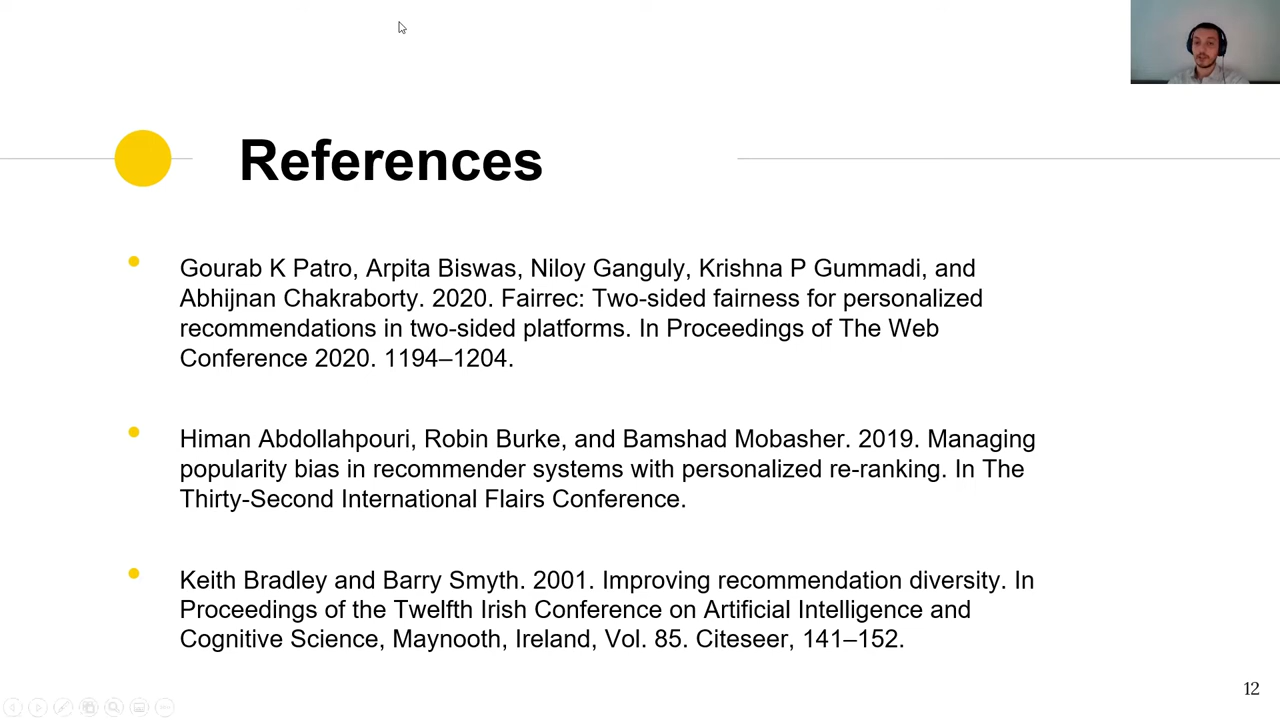 References
• Gourab K Patro, Arpita Biswas, Niloy Ganguly, Krishna P Gummadi, and
Abhijnan Chakraborty. 2020. Fairrec: Two-sided fairness for personalized
recommendations in two-sided platforms. In Proceedings of The Web
Conference 2020. 1194–1204.
• Himan Abdollahpouri, Robin Burke, and Bamshad Mobasher. 2019. Managing
popularity bias in recommender systems with personalized re-ranking. In The
Thirty-Second International Flairs Conference.
• Keith Bradley and Barry Smyth. 2001. Improving recommendation diversity. In
Proceedings of the Twelfth Irish Conference on Artificial Intelligence and
Cognitive Science, Maynooth, Ireland, Vol. 85. Citeseer, 141–152.
12